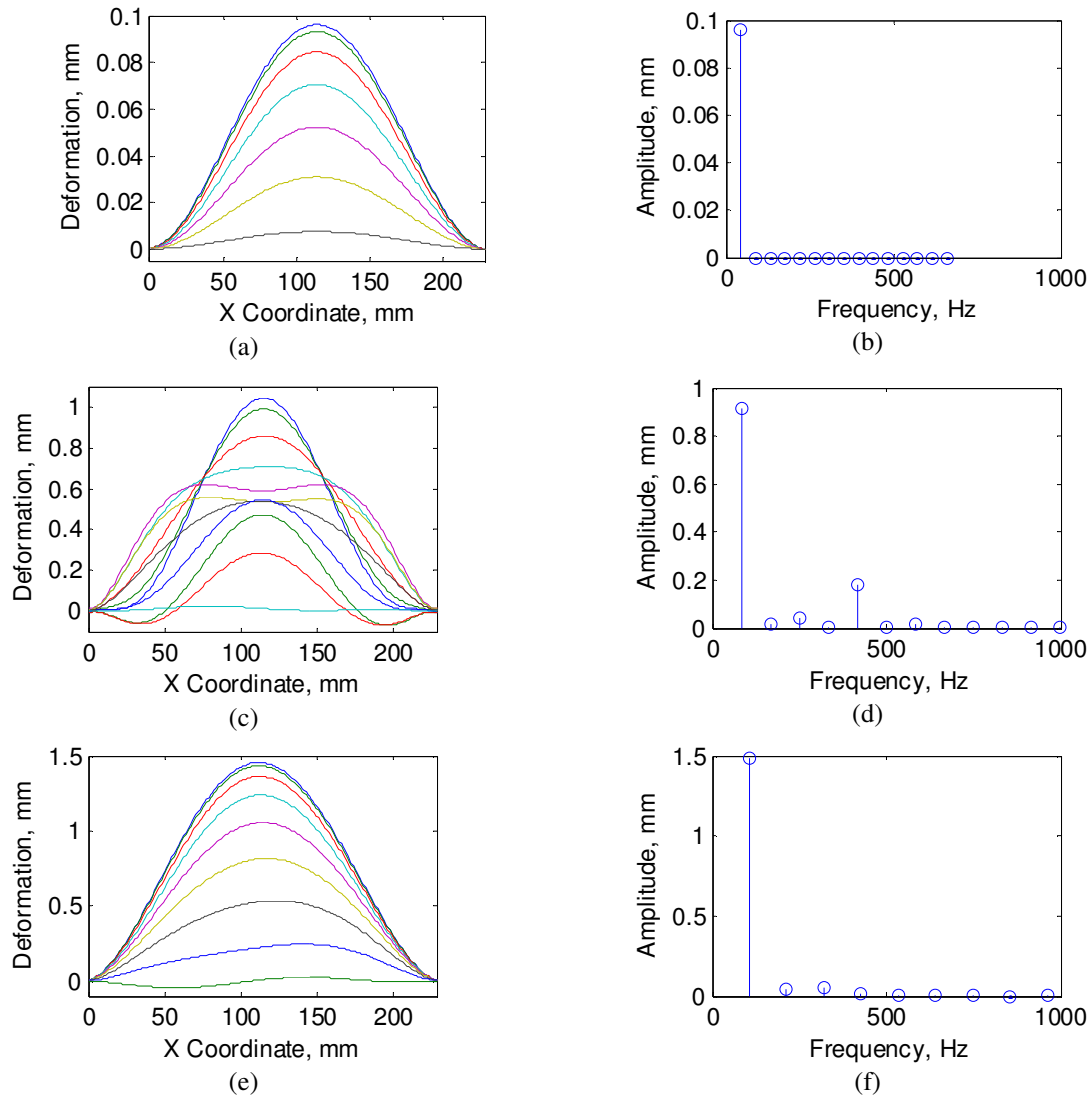 0.1
0.08
0.06
0.04
0.02
0
Deformation, mm
0 50 100 150 200
X Coordinate, mm
(a)
0.1
0.08
0.06
0.04
0.02
0
Amplitude, mm
0 500 1000
Frequency, Hz
(b)
1
0.8
0.6
0.4
0.2
0
Deformation, mm
0 50 100 150 200
X Coordinate, mm
(c)
1
0.8
0.6
0.4
0.2
0
Amplitude, mm
0 500 1000
Frequency, Hz
(d)
1.5
1
0.5
0
Deformation, mm
0 50 100 150 200
X Coordinate, mm
(e)
1.5
1
0.5
0
Amplitude, mm
0 500 1000
Frequency, Hz
(f)